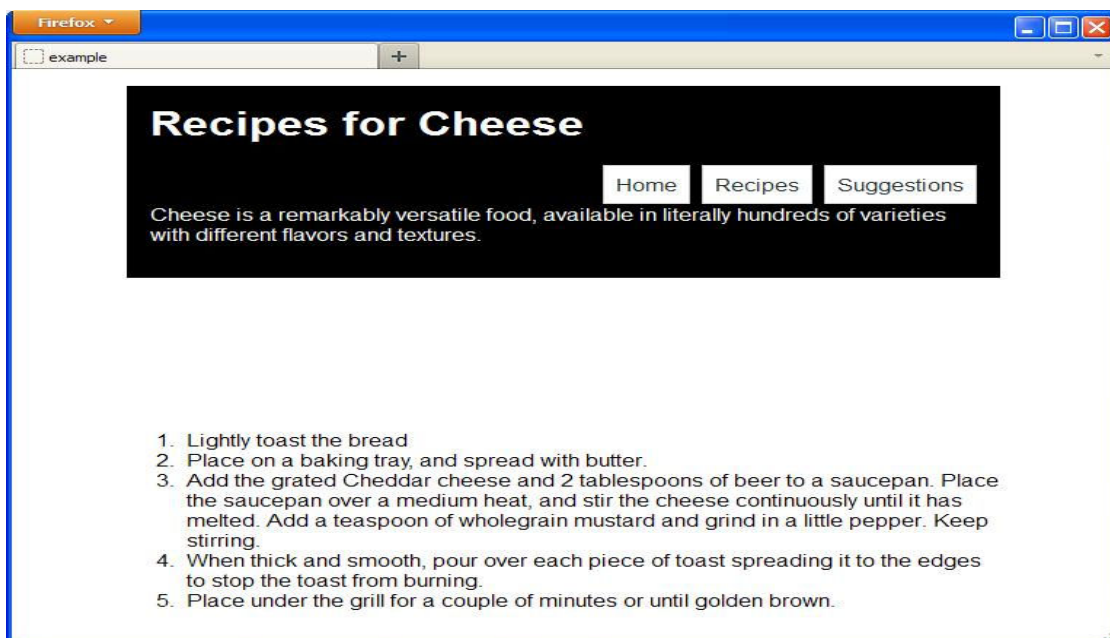 Firefox
example
Recipes for Cheese
Home Recipes Suggestions
Cheese is a remarkably versatile food, available in literally hundreds of varieties
with different flavors and textures.
1. Lightly toast the bread
2. Place on a baking tray, and spread with butter.
3. Add the grated Cheddar cheese and 2 tablespoons of beer to a saucepan. Place
the saucepan over a medium heat, and stir the cheese continuously until it has
melted. Add a teaspoon of wholegrain mustard and grind in a little pepper. Keep
stirring.
4. When thick and smooth, pour over each piece of toast spreading it to the edges
to stop the toast from burning.
5. Place under the grill for a couple of minutes or until golden brown.